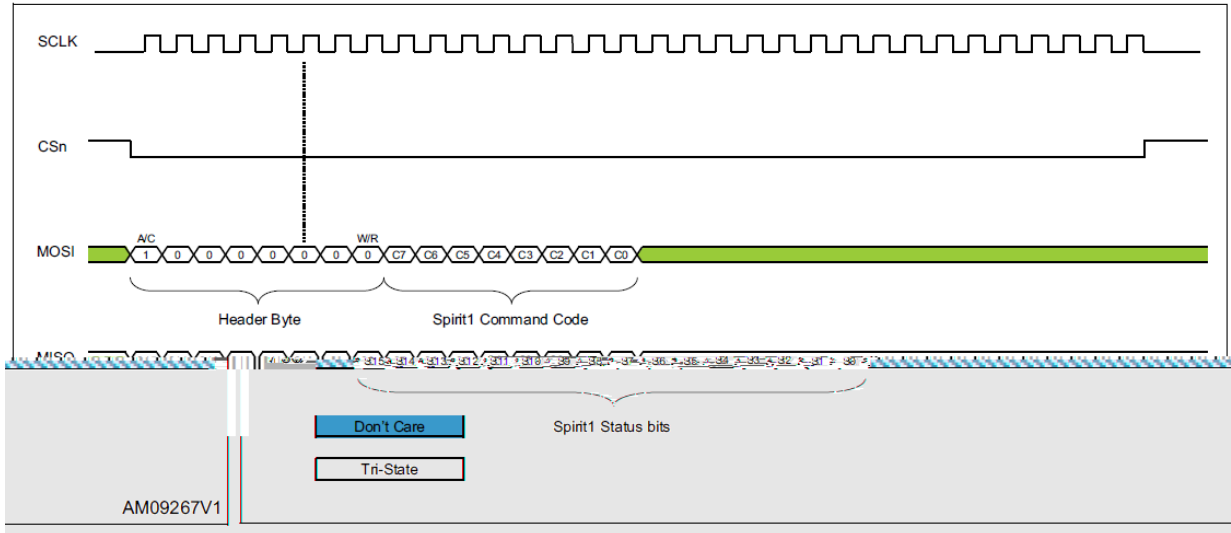 SCLK
CSn
A/C W/R
MOSI 1 0 0 0 0 0 0 0 C7 C6 C5 C4 C3 C2 C1 C0
Header Byte Spirit1 Command Code
MISO
Don't Care Spirit1 Status bits
Tri-State
AM09267V1